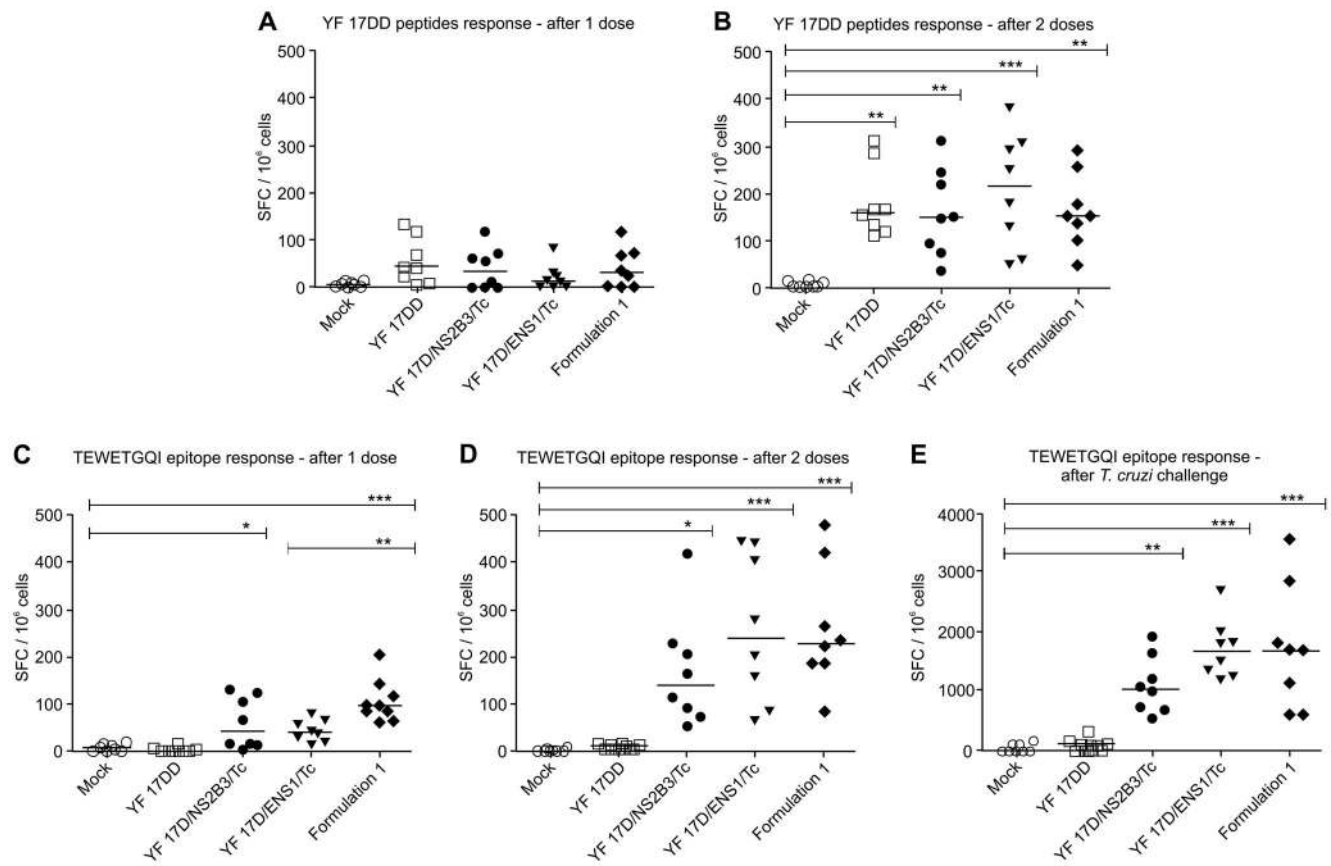 A
YF 17DD peptides response - after 1 dose
SFC / 10⁶ cells
500
400
300
200
100
0
Mock
YF 17DD
YF 17D/NS2B3/Tc
YF 17D/ENS1/Tc
Formulation 1
B
YF 17DD peptides response - after 2 doses
**
***
**
**
SFC / 10⁶ cells
500
400
300
200
100
0
Mock
YF 17DD
YF 17D/NS2B3/Tc
YF 17D/ENS1/Tc
Formulation 1
C
TEWETGQI epitope response - after 1 dose
***
*
**
SFC / 10⁶ cells
500
400
300
200
100
0
Mock
YF 17DD
YF 17D/NS2B3/Tc
YF 17D/ENS1/Tc
Formulation 1
D
TEWETGQI epitope response - after 2 doses
***
***
*
SFC / 10⁶ cells
500
400
300
200
100
0
Mock
YF 17DD
YF 17D/NS2B3/Tc
YF 17D/ENS1/Tc
Formulation 1
E
TEWETGQI epitope response -
after T. cruzi challenge
***
***
**
SFC / 10⁶ cells
4000
3000
2000
1000
0
Mock
YF 17DD
YF 17D/NS2B3/Tc
YF 17D/ENS1/Tc
Formulation 1